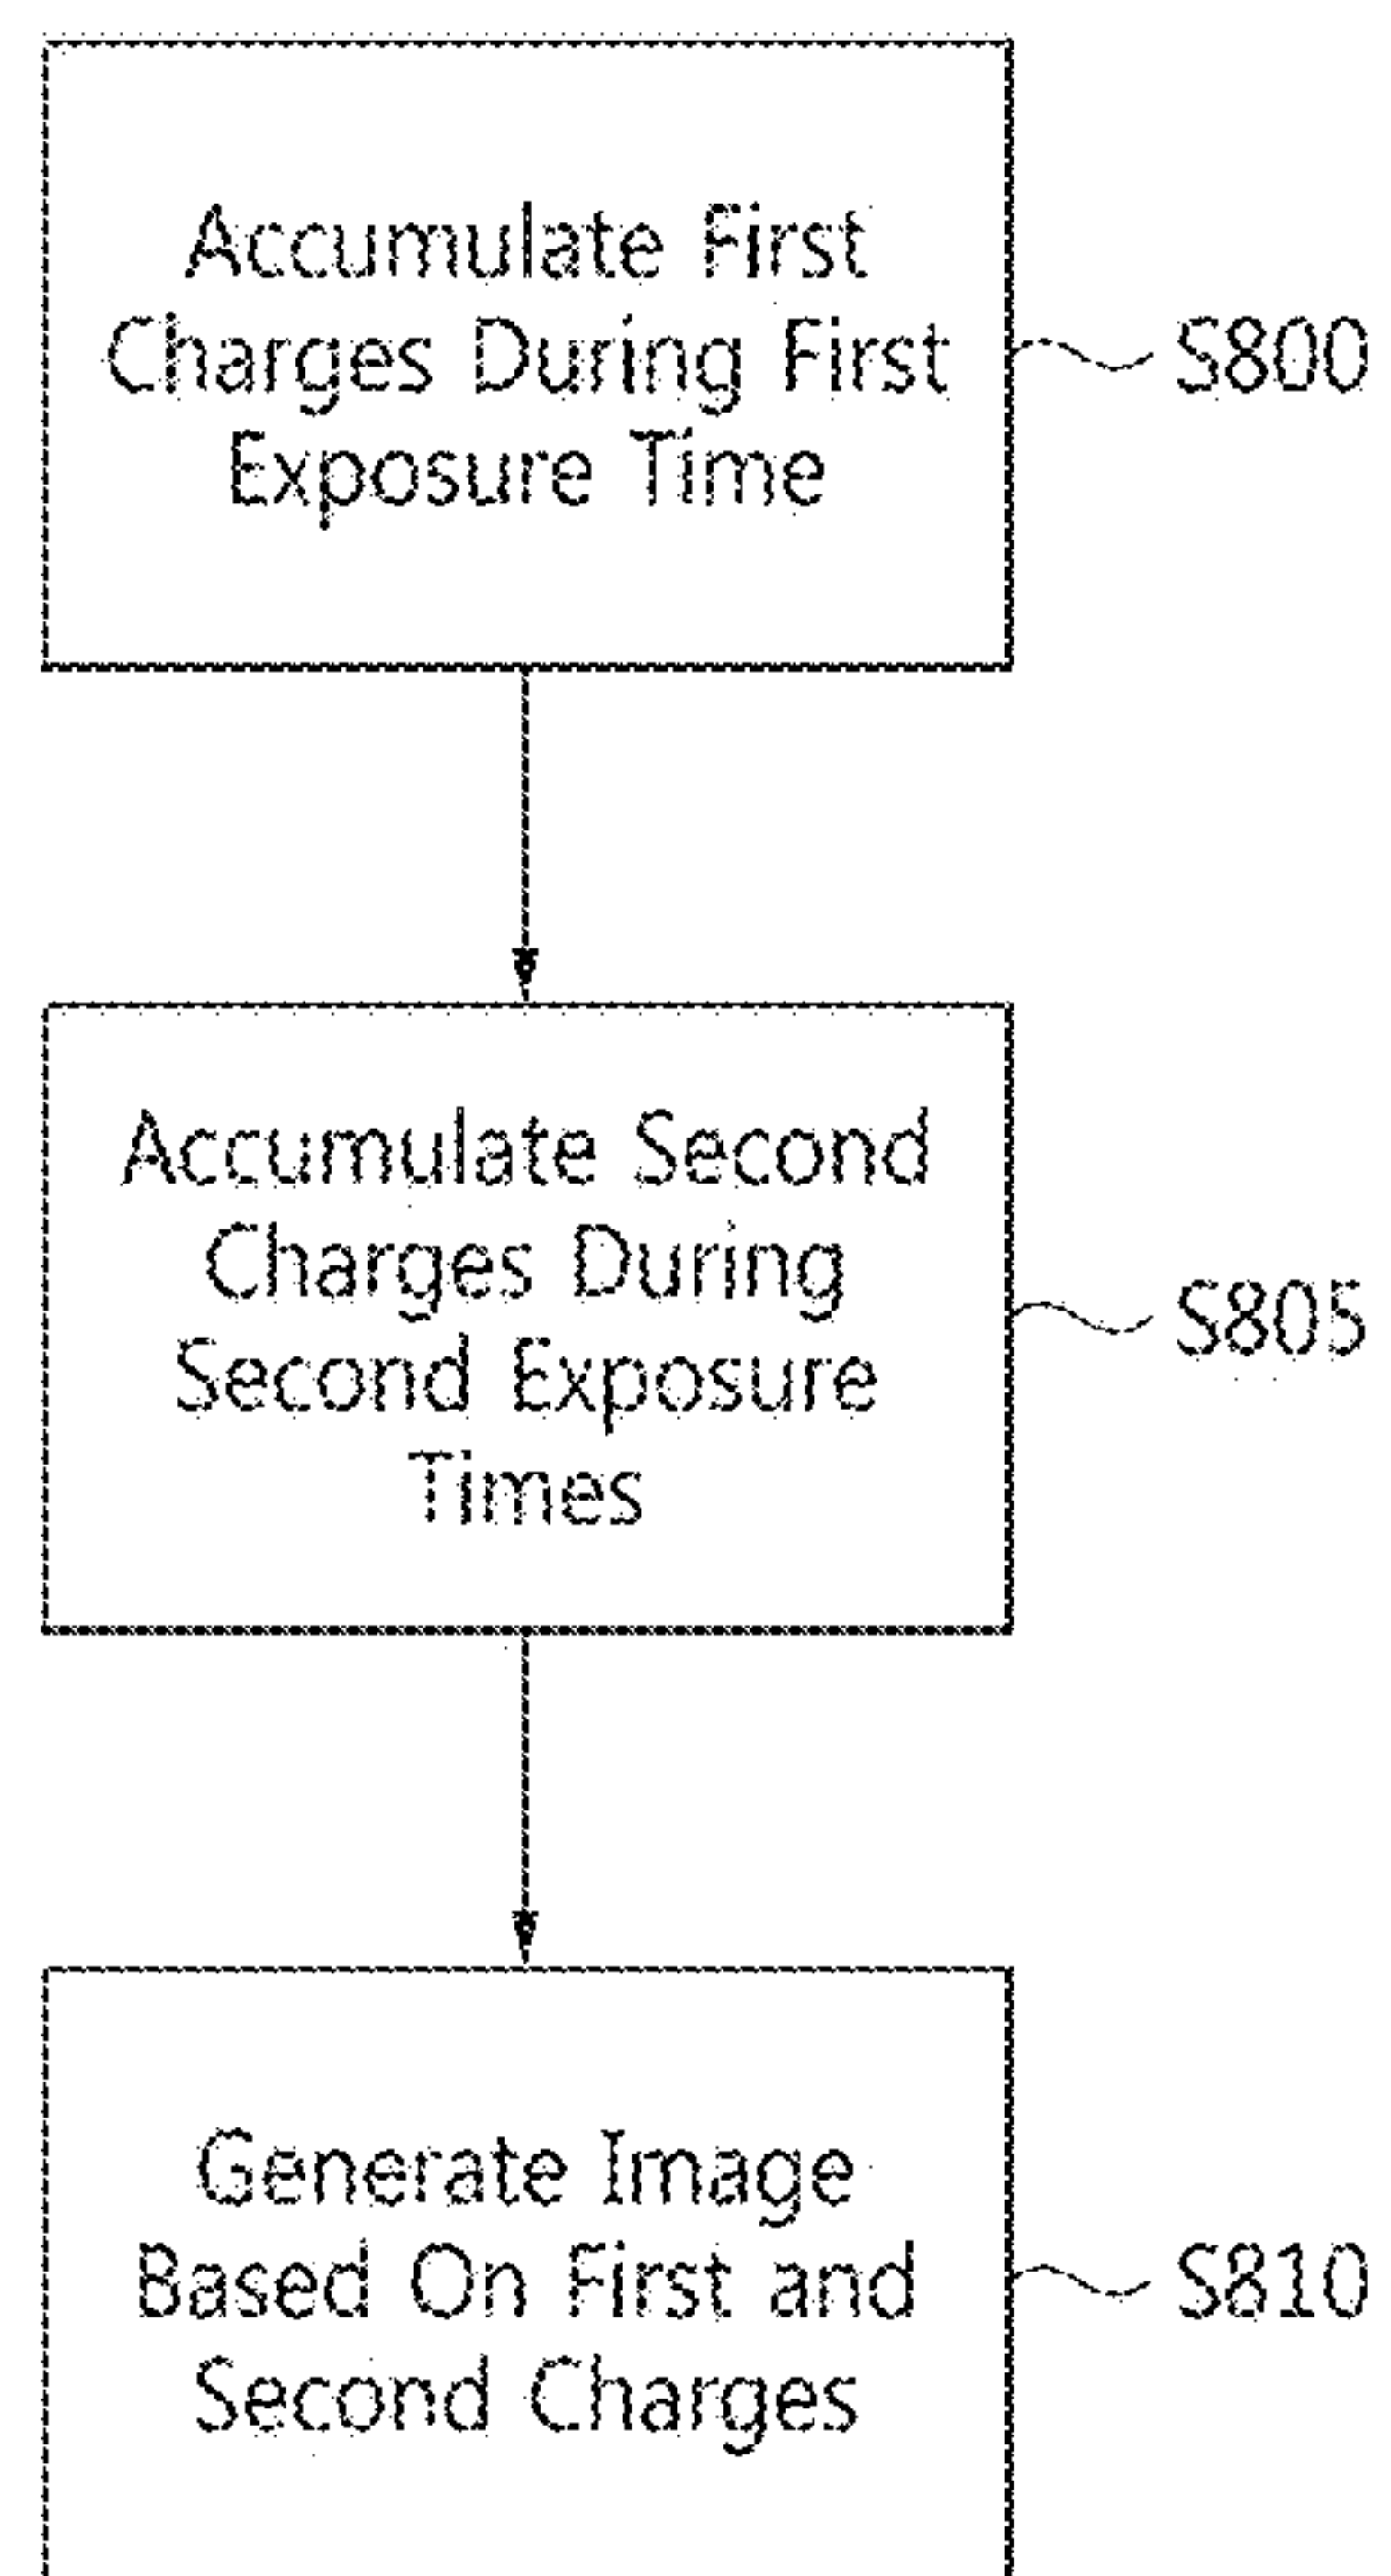 Accumulate First
Charges During First
Exposure Time
S800
Accumulate Second
Charges During
Second Exposure
Times
S805
Generate Image
Based On First and
Second Charges
S810